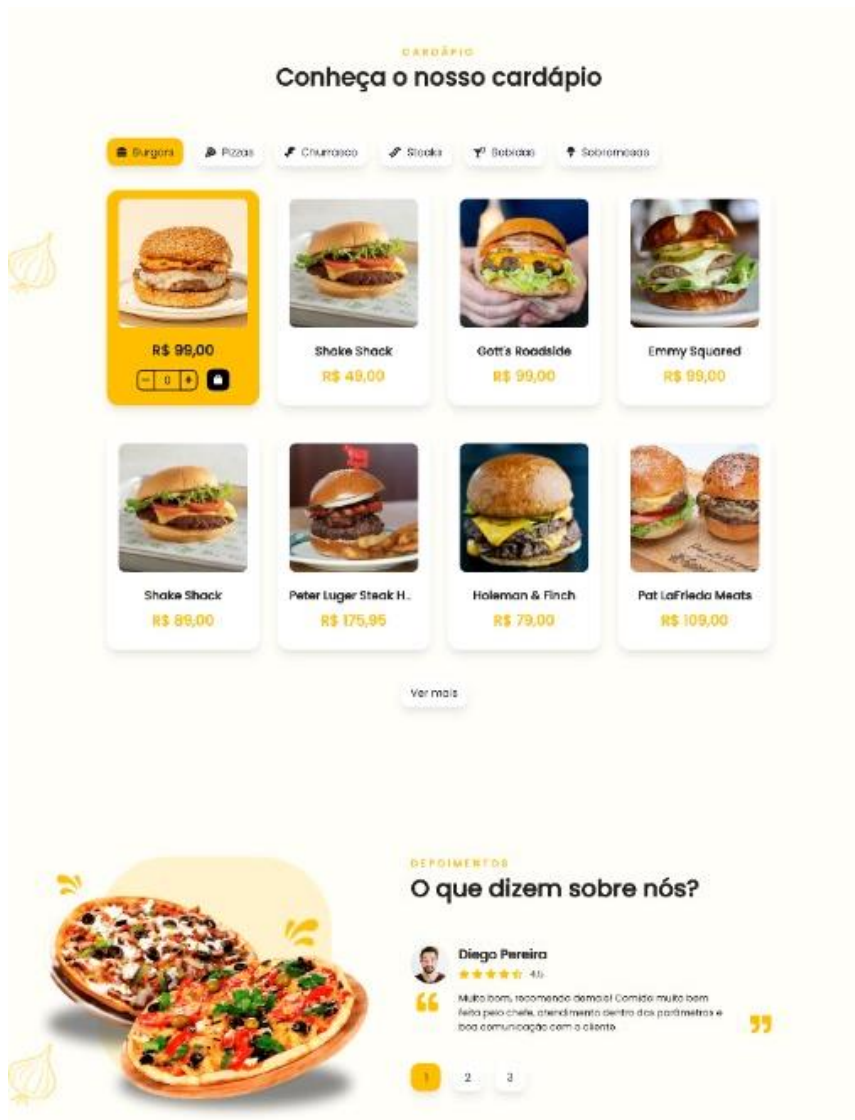 CARDÁPIO
Conheça o nosso cardápio
Burgers Pizzas Churrasco Steaks Bebidas Sobremesas
R$ 99,00
- 0 +
Shake Shack
R$ 49,00
Gott's Roadside
R$ 99,00
Emmy Squared
R$ 99,00
Shake Shack
R$ 89,00
Peter Luger Steak H...
R$ 175,95
Holeman & Finch
R$ 79,00
Pat LaFrieda Meats
R$ 109,00
Ver mais
DEPOIMENTOS
O que dizem sobre nós?
Diego Pereira
4.5
“
Muito bom, recomendo demais! Comida muito bem
feita pelo chefe, atendimento dentro dos parâmetros e
boa comunicação com o cliente.
”
1 2 3